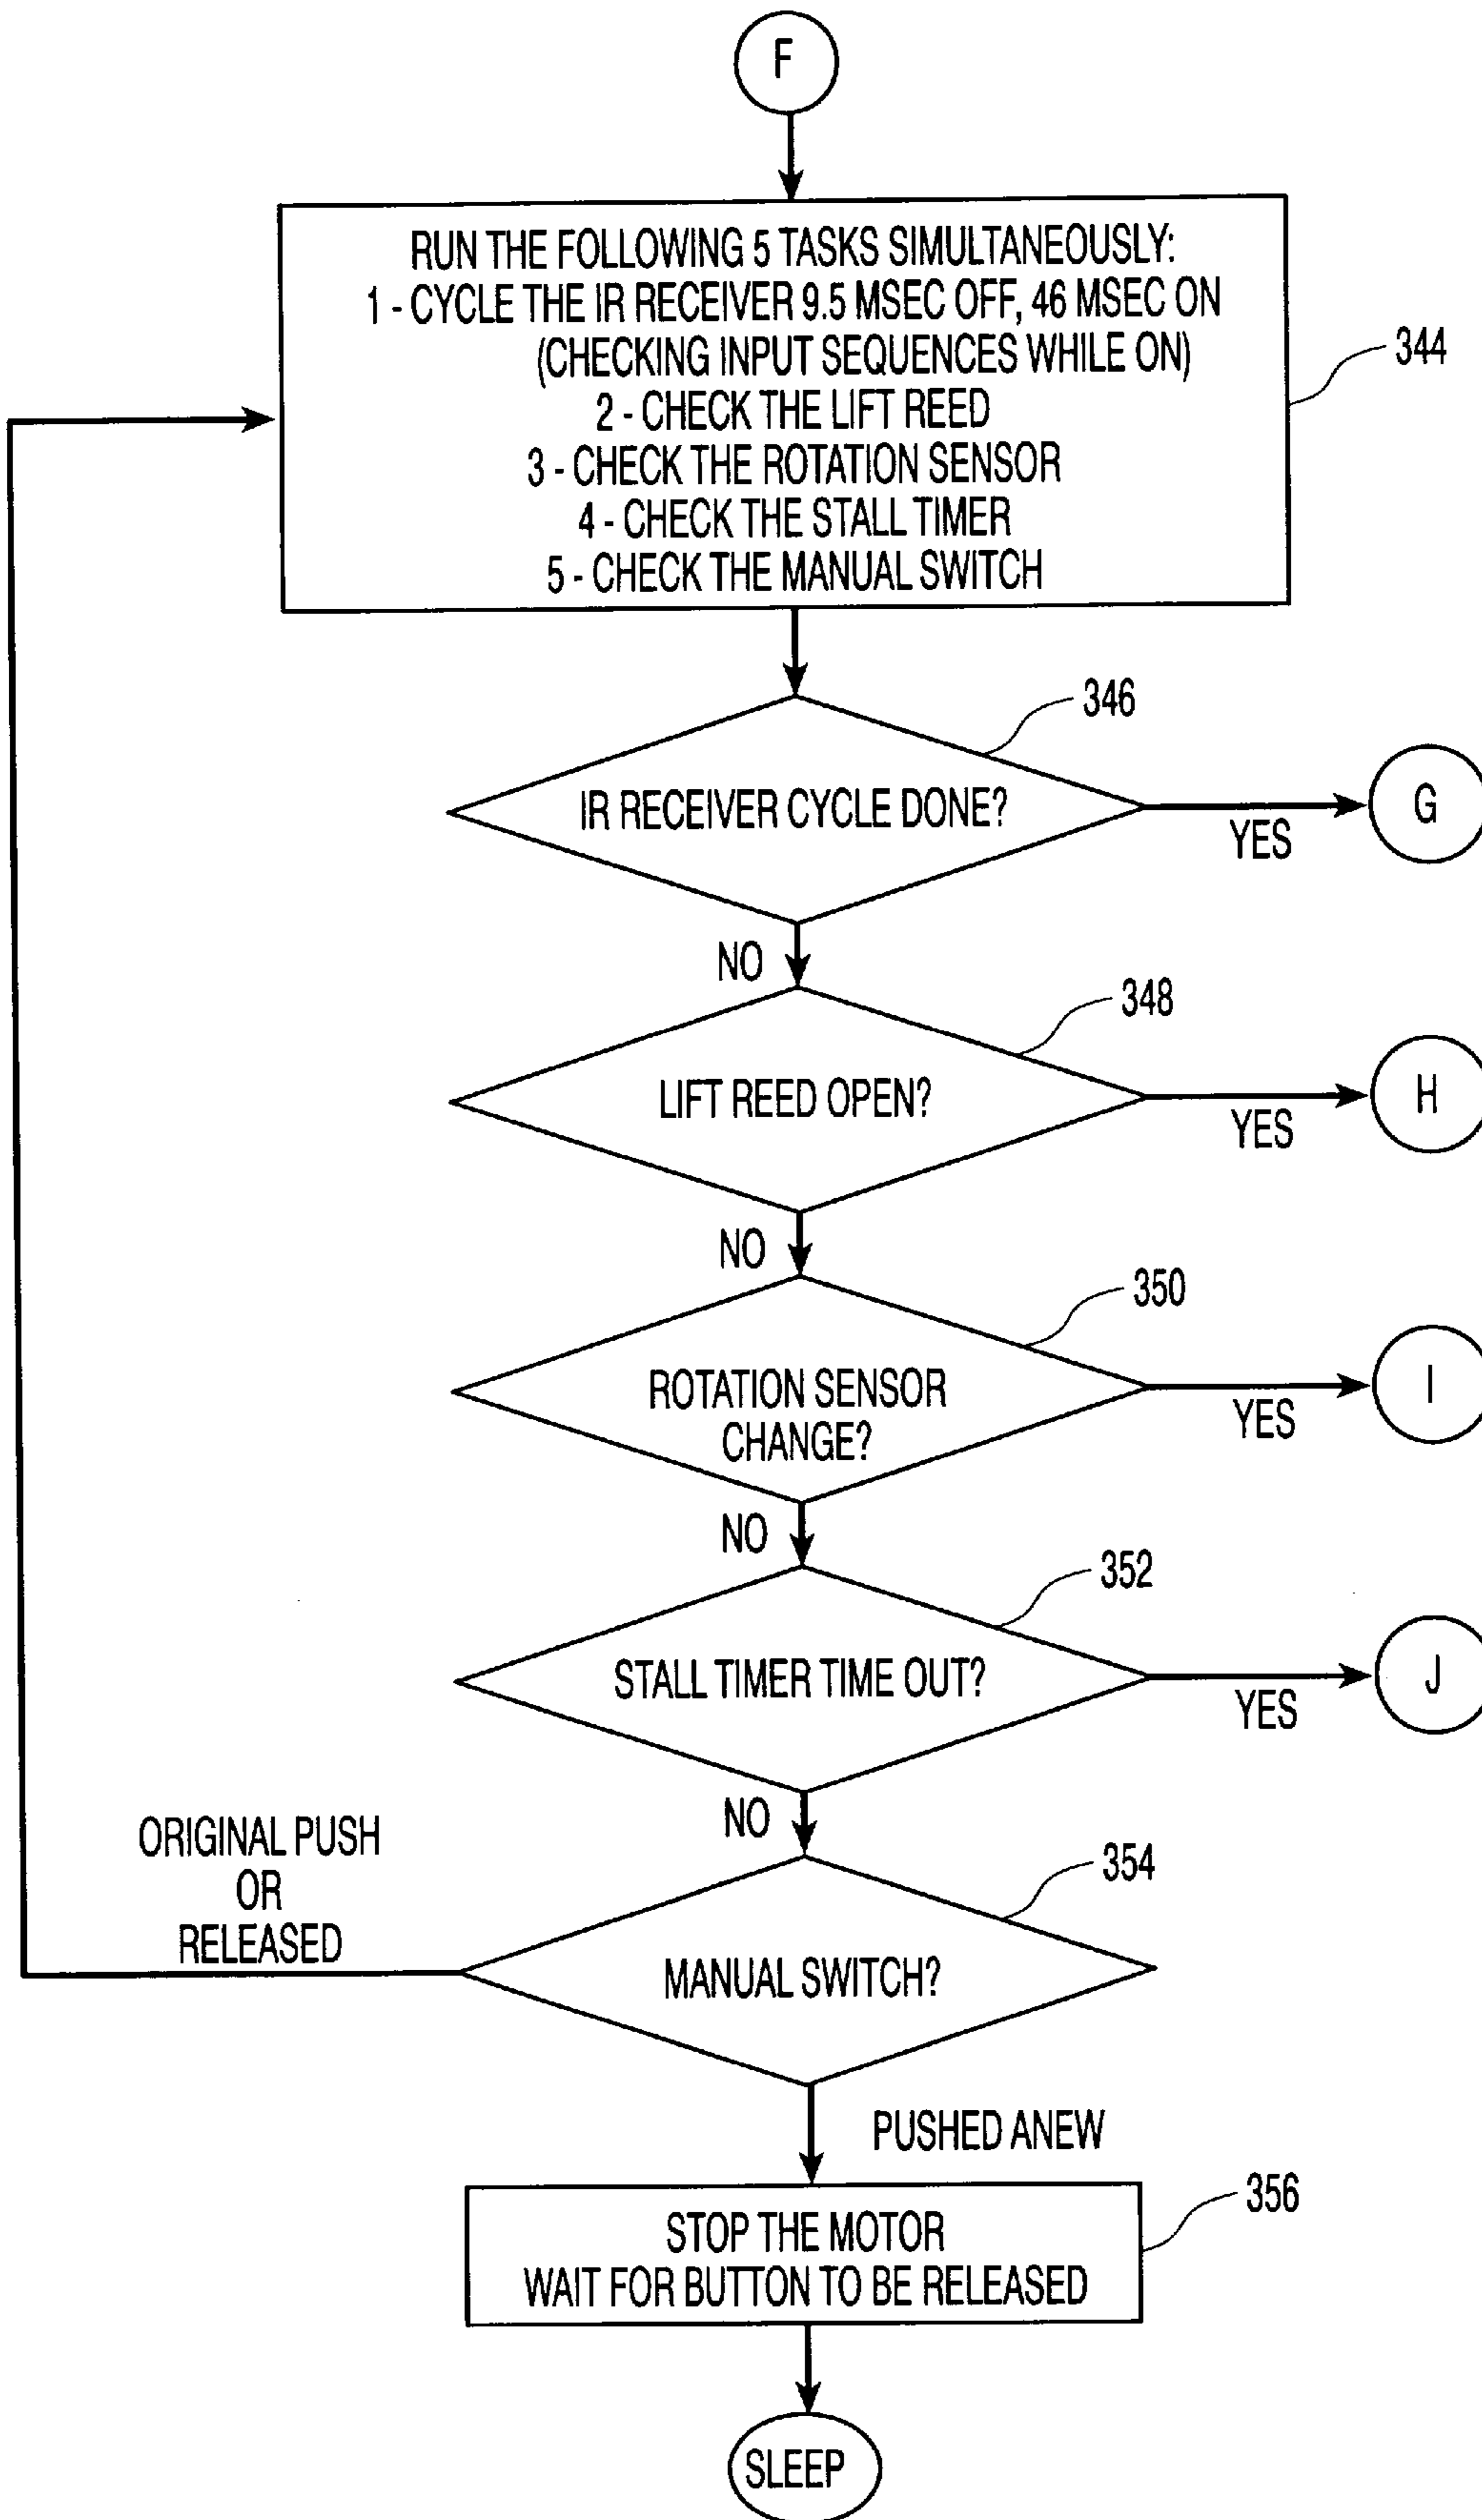 F
RUN THE FOLLOWING 5 TASKS SIMULTANEOUSLY:
1 - CYCLE THE IR RECEIVER 9.5 MSEC OFF, 46 MSEC ON
(CHECKING INPUT SEQUENCES WHILE ON)
2 - CHECK THE LIFT REED
3 - CHECK THE ROTATION SENSOR
4 - CHECK THE STALL TIMER
5 - CHECK THE MANUAL SWITCH
344
346
IR RECEIVER CYCLE DONE?
YES
G
NO
348
LIFT REED OPEN?
YES
H
NO
350
ROTATION SENSOR
CHANGE?
YES
I
NO
352
STALL TIMER TIME OUT?
YES
J
NO
ORIGINAL PUSH
OR
RELEASED
354
MANUAL SWITCH?
PUSHED ANEW
356
STOP THE MOTOR
WAIT FOR BUTTON TO BE RELEASED
SLEEP